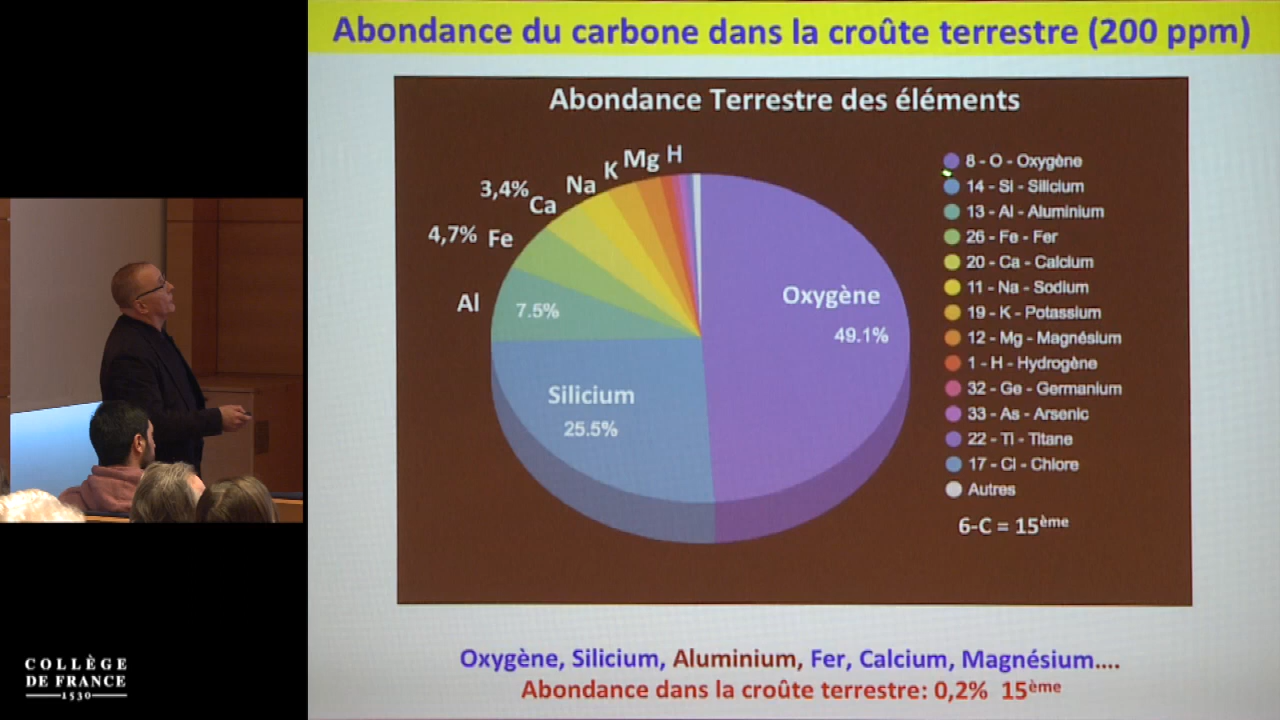 Abondance du carbone dans la croûte terrestre (200 ppm)
Abondance Terrestre des éléments
H
Mg
K
Na
3,4%
Ca
4,7% Fe
Al
7.5%
Oxygène
49.1%
Silicium
25.5%
8 - O - Oxygène
14 - Si - Silicium
13 - Al - Aluminium
26 - Fe - Fer
20 - Ca - Calcium
11 - Na - Sodium
19 - K - Potassium
12 - Mg - Magnésium
1 - H - Hydrogène
32 - Ge - Germanium
33 - As - Arsenic
22 - Ti - Titane
17 - Cl - Chlore
Autres
6-C = 15ème
Oxygène, Silicium, Aluminium, Fer, Calcium, Magnésium....
Abondance dans la croûte terrestre: 0,2% 15ème
COLLÈGE
DE FRANCE
1530